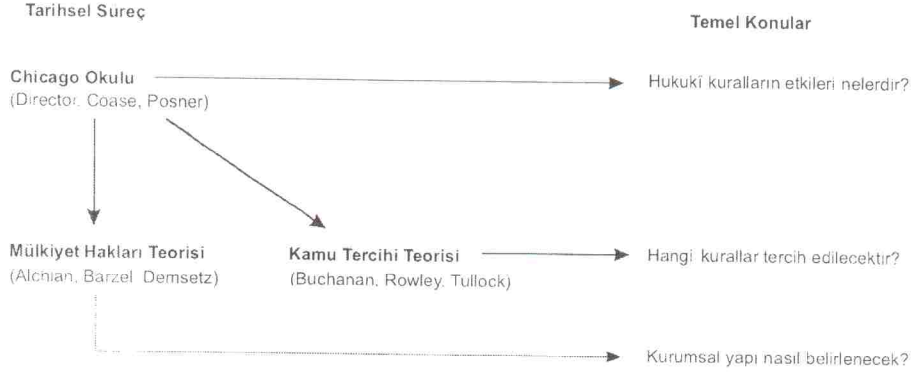 Tarihsel Süreç
Temel Konular
Chicago Okulu
(Director, Coase, Posner)
Hukukî kuralların etkileri nelerdir?
Mülkiyet Hakları Teorisi
(Alchian, Barzel Demsetz)
Kamu Tercihi Teorisi
(Buchanan, Rowley, Tullock)
Hangi kurallar tercih edilecektir?
Kurumsal yapı nasıl belirlenecek?